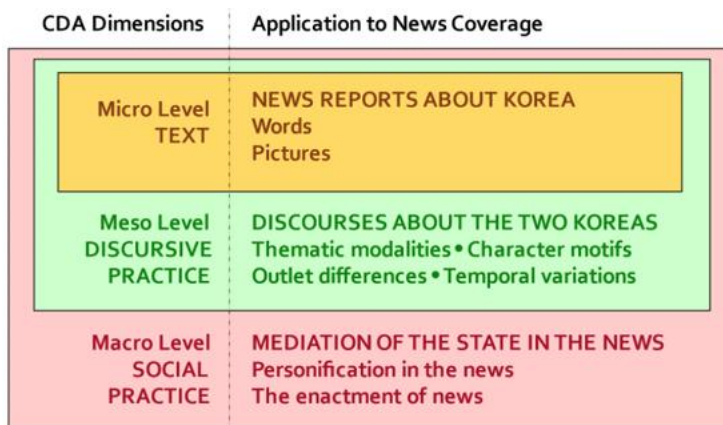 CDA Dimensions Application to News Coverage
Micro Level NEWS REPORTS ABOUT KOREA
TEXT Words
Pictures
Meso Level DISCOURSES ABOUT THE TWO KOREAS
DISCURSIVE Thematic modalities • Character motifs
PRACTICE Outlet differences • Temporal variations
Macro Level MEDIATION OF THE STATE IN THE NEWS
SOCIAL Personification in the news
PRACTICE The enactment of news